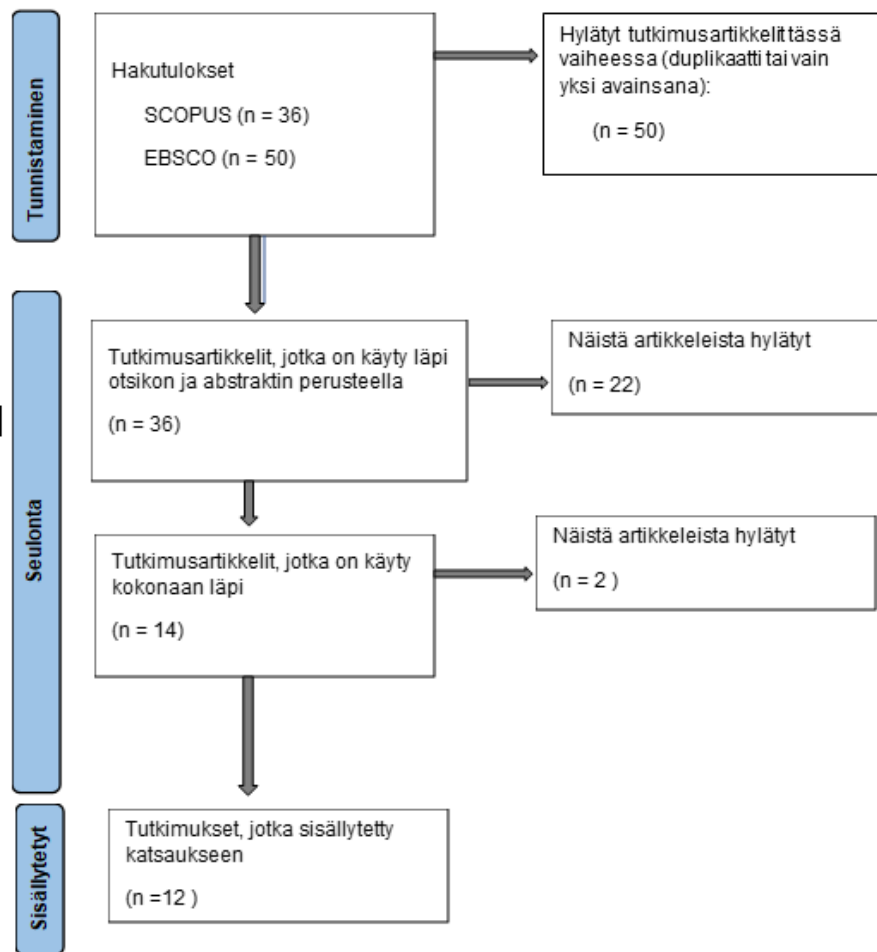 Tunnistaminen
Hakutulokset
SCOPUS (n = 36)
EBSCO (n = 50)
Hylätyt tutkimusartikkelit tässä
vaiheessa (duplikaatti tai vain
yksi avainsana):
(n = 50)
Seulonta
Tutkimusartikkelit, jotka on käyty läpi
otsikon ja abstraktin perusteella
(n = 36)
Näistä artikkeleista hylätyt
(n = 22)
Tutkimusartikkelit, jotka on käyty
kokonaan läpi
(n = 14)
Näistä artikkeleista hylätyt
(n = 2 )
Sisällytetyt
Tutkimukset, jotka sisällytetty
katsaukseen
(n =12 )